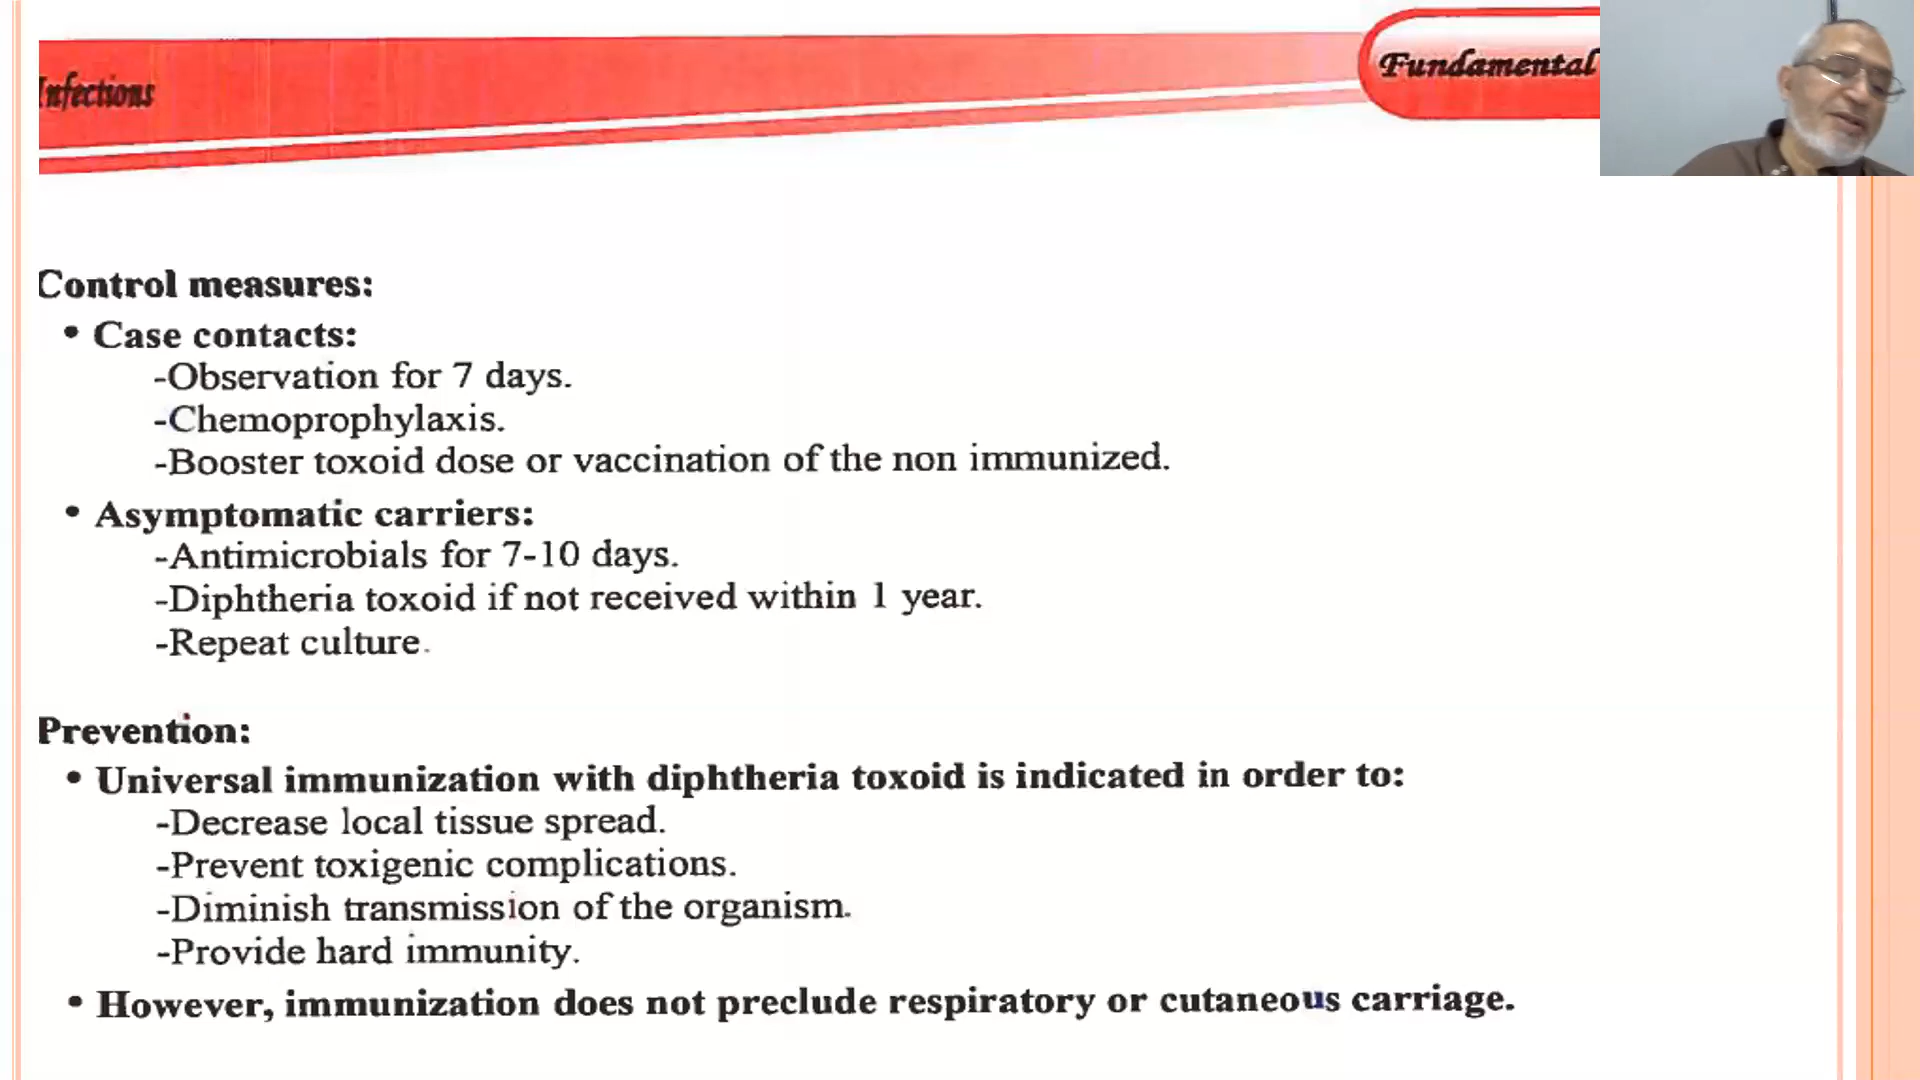 Infections
Fundamental
Control measures:
• Case contacts:
-Observation for 7 days.
-Chemoprophylaxis.
-Booster toxoid dose or vaccination of the non immunized.
• Asymptomatic carriers:
-Antimicrobials for 7-10 days.
-Diphtheria toxoid if not received within 1 year.
-Repeat culture.
Prevention:
• Universal immunization with diphtheria toxoid is indicated in order to:
-Decrease local tissue spread.
-Prevent toxigenic complications.
-Diminish transmission of the organism.
-Provide hard immunity.
• However, immunization does not preclude respiratory or cutaneous carriage.